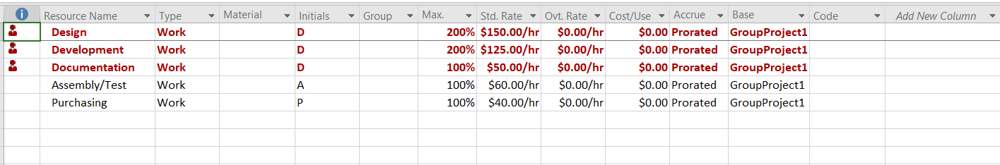 Resource Name Type Material Initials Group Max. Std. Rate Ovt. Rate Cost/Use Accrue Base Code Add New Column
Design Work D 200% $150.00/hr $0.00/hr $0.00 Prorated GroupProject1
Development Work D 200% $125.00/hr $0.00/hr $0.00 Prorated GroupProject1
Documentation Work D 100% $50.00/hr $0.00/hr $0.00 Prorated GroupProject1
Assembly/Test Work A 100% $60.00/hr $0.00/hr $0.00 Prorated GroupProject1
Purchasing Work P 100% $40.00/hr $0.00/hr $0.00 Prorated GroupProject1